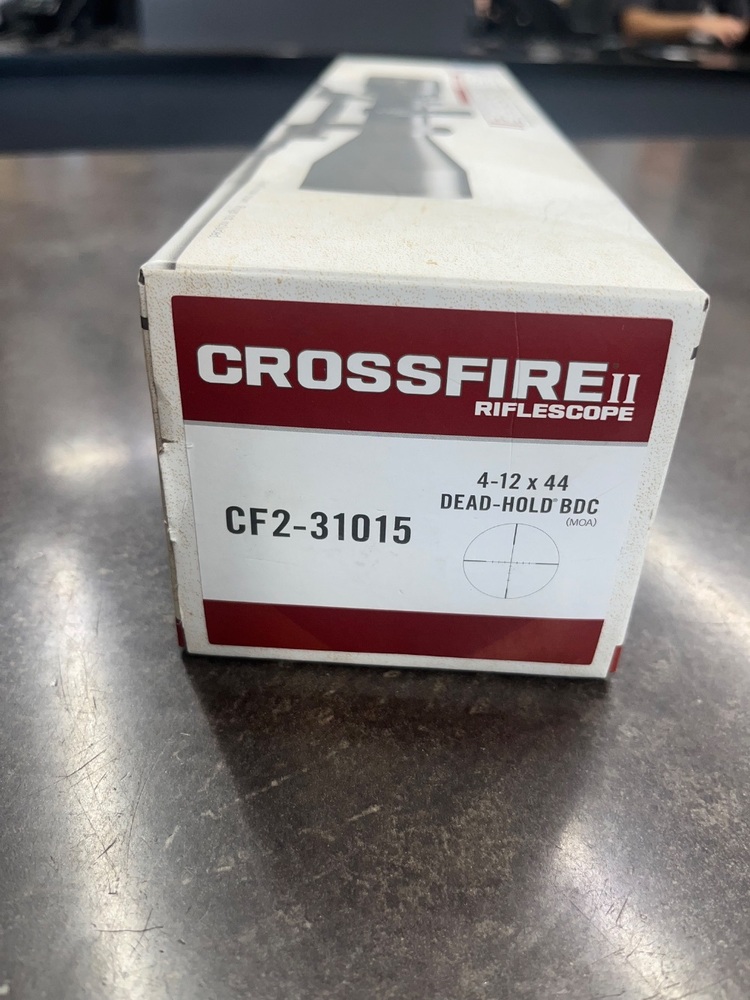 CROSSFIRE II
RIFLESCOPE
4-12 x 44
DEAD-HOLD® BDC
(MOA)
CF2-31015